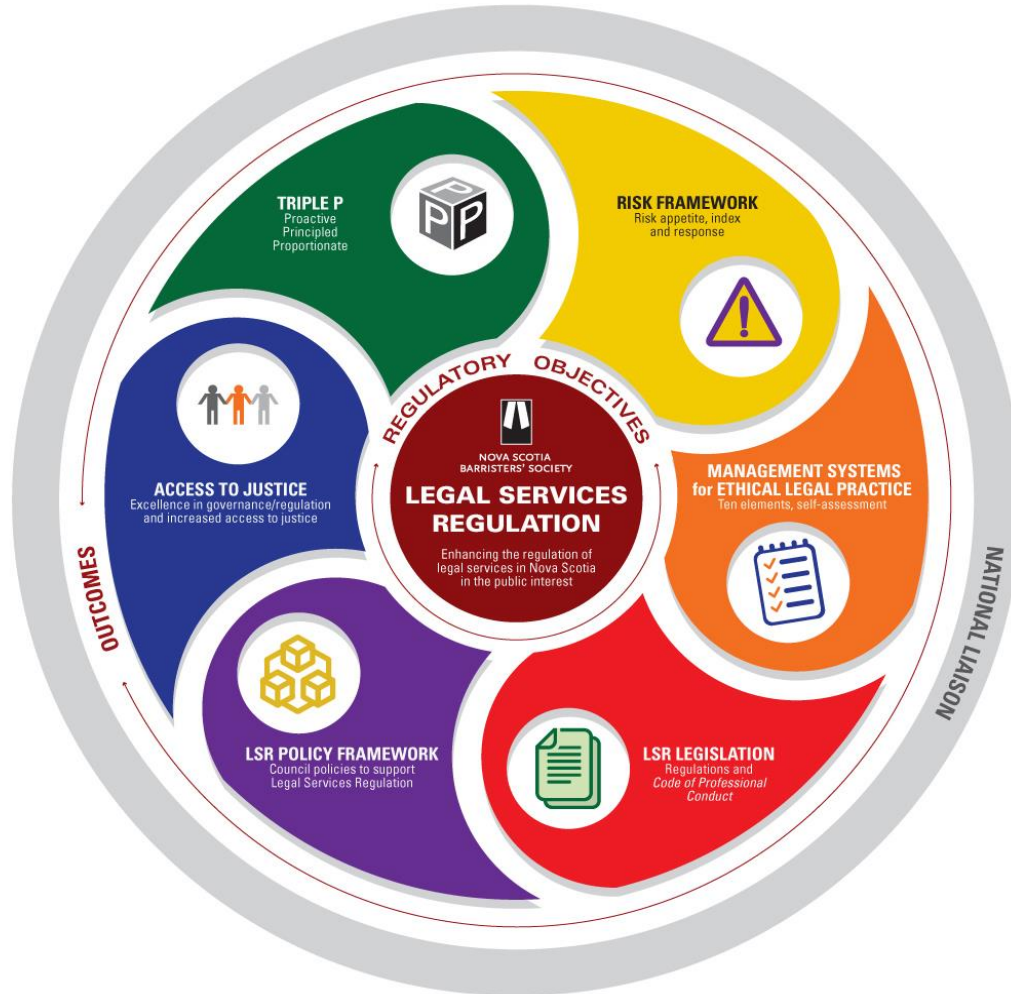 TRIPLE P
Proactive
Principled
Proportionate
P
P
P
RISK FRAMEWORK
Risk appetite, index
and response
MANAGEMENT SYSTEMS
for ETHICAL LEGAL PRACTICE
Ten elements, self-assessment
LSR LEGISLATION
Regulations and
Code of Professional
Conduct
LSR POLICY FRAMEWORK
Council policies to support
Legal Services Regulation
ACCESS TO JUSTICE
Excellence in governance/regulation
and increased access to justice
REGULATORY OBJECTIVES
NOVA SCOTIA
BARRISTERS' SOCIETY
LEGAL SERVICES
REGULATION
Enhancing the regulation of
legal services in Nova Scotia
in the public interest
OUTCOMES
NATIONAL LIAISON